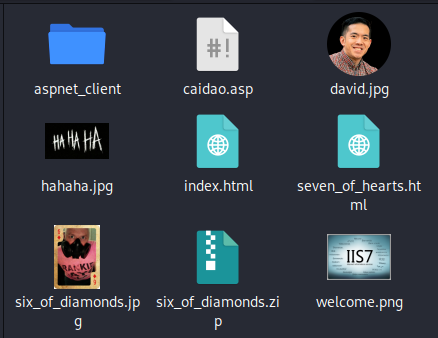 #!
aspnet_client
caidao.asp
david.jpg
HA HA HA
hahaha.jpg
index.html
seven_of_hearts.ht
ml
IIS7
six_of_diamonds.jp
g
six_of_diamonds.zi
p
welcome.png